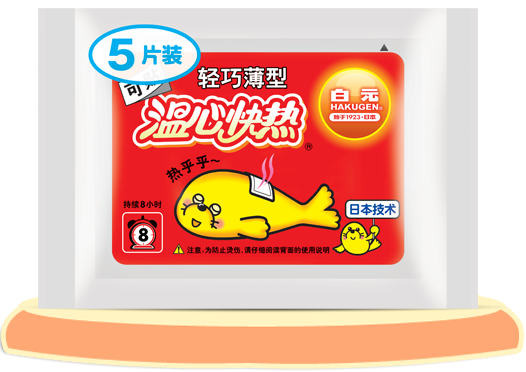 5片装
可
轻巧薄型
温心快热®
白元
HAKUGEN®
始于1923·日本
热乎乎~
持续8小时
8
日本技术
注意:为防止烫伤,请仔细阅读背面的使用说明